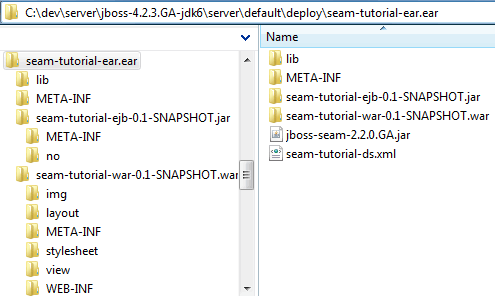 C:\dev\server\jboss-4.2.3.GA-jdk6\server\default\deploy\seam-tutorial-ear.ear
seam-tutorial-ear.ear
lib
META-INF
seam-tutorial-ejb-0.1-SNAPSHOT.jar
META-INF
no
seam-tutorial-war-0.1-SNAPSHOT.war
img
layout
META-INF
stylesheet
view
WEB-INF
Name
lib
META-INF
seam-tutorial-ejb-0.1-SNAPSHOT.jar
seam-tutorial-war-0.1-SNAPSHOT.war
jboss-seam-2.2.0.GA.jar
seam-tutorial-ds.xml